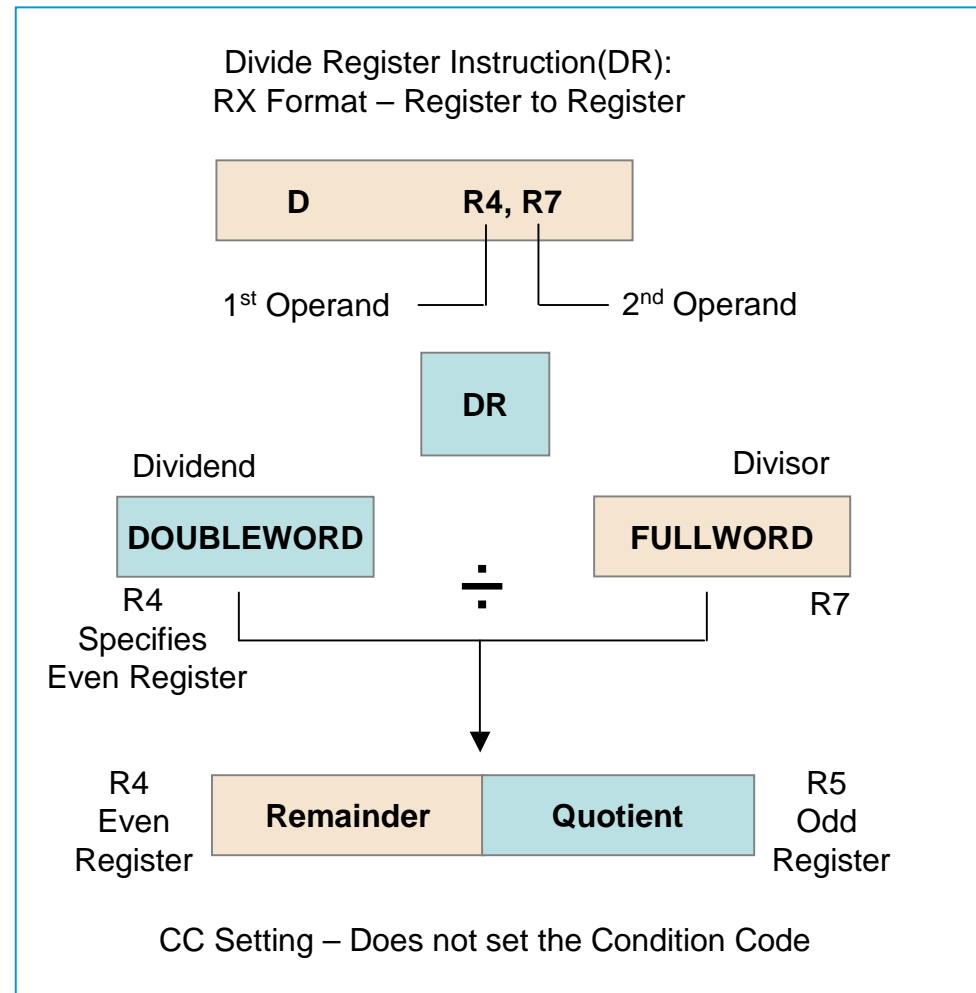 Divide Register Instruction(DR):
RX Format – Register to Register
D R4, R7
1st Operand
2nd Operand
DR
Dividend
Divisor
DOUBLEWORD
FULLWORD
÷
R4
Specifies
Even Register
R7
R4
Even
Register
Remainder
Quotient
R5
Odd
Register
CC Setting – Does not set the Condition Code